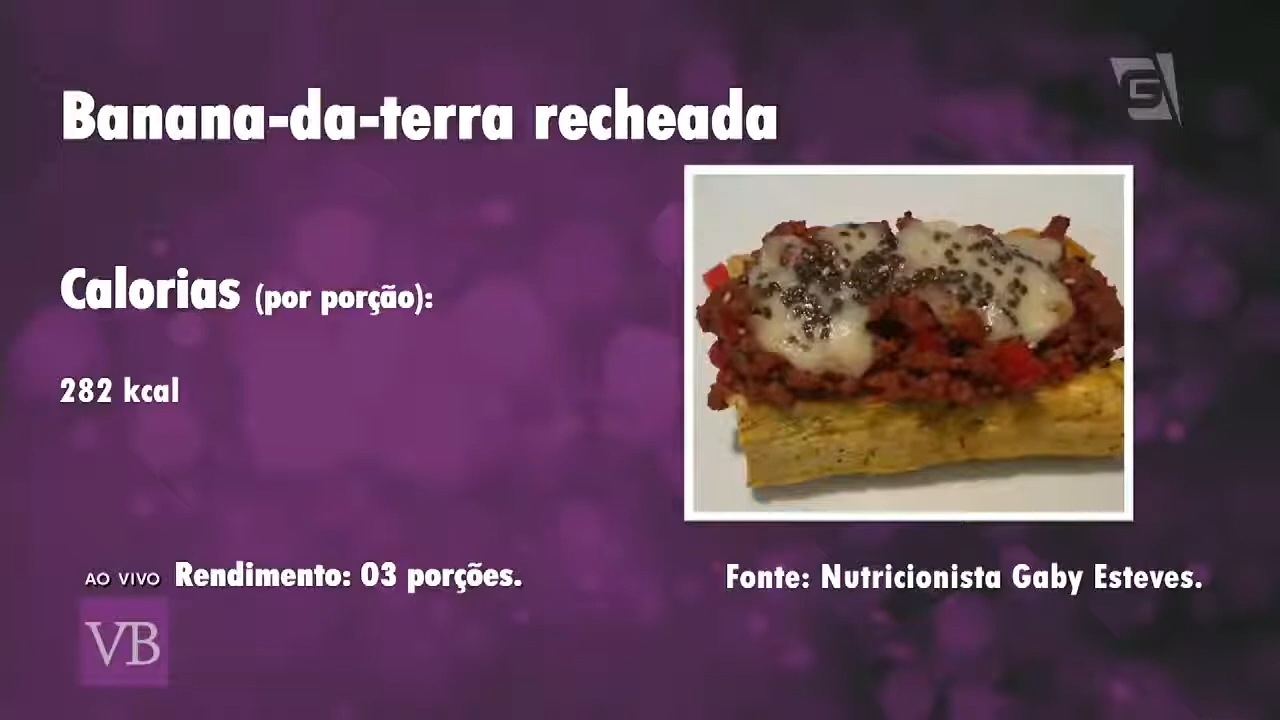 Banana-da-terra recheada
Calorias (por porção):
282 kcal
AO VIVO Rendimento: 03 porções.
Fonte: Nutricionista Gaby Esteves.
VB